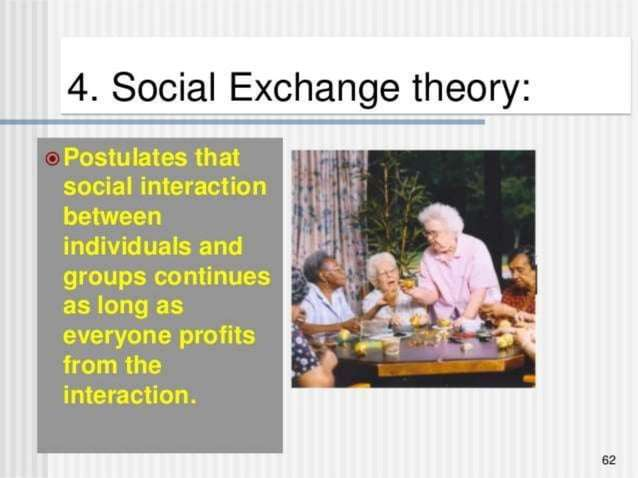 4. Social Exchange theory:
Postulates that
social interaction
between
individuals and
groups continues
as long as
everyone profits
from the
interaction.
62